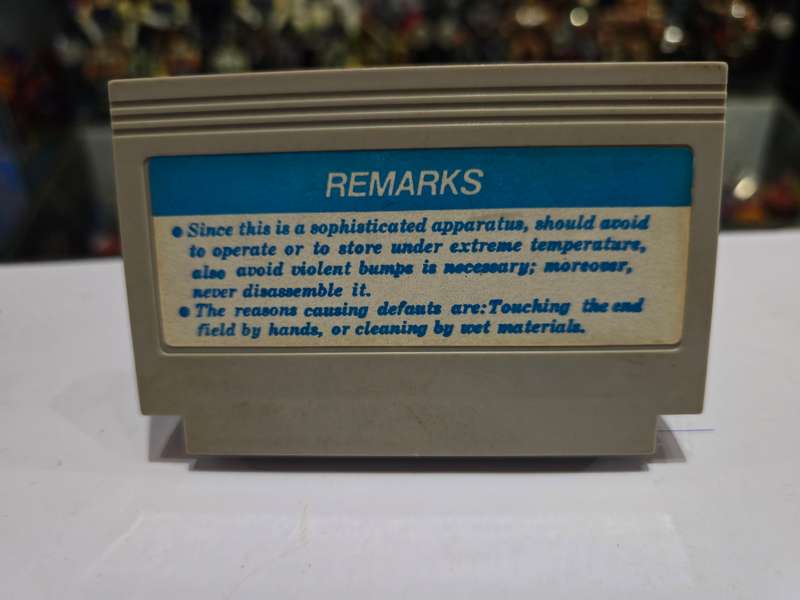 REMARKS
● Since this is a sophisticated apparatus, should avoid
to operate or to store under extreme temperature,
also avoid violent bumps is necessary; moreover,
never disassemble it.
● The reasons causing defauts are:Touching the end
field by hands, or cleaning by wet materials.